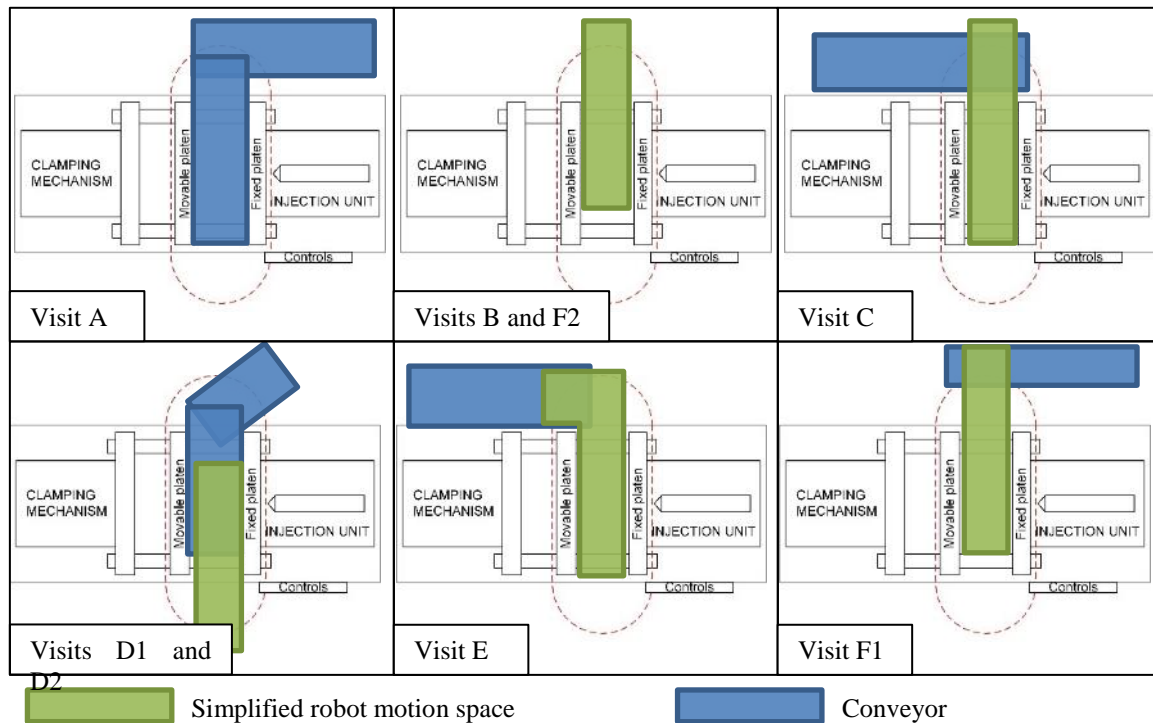 CLAMPING
MECHANISM
Movable platen
Fixed platen
INJECTION UNIT
Controls
Visit A
CLAMPING
MECHANISM
Movable platen
Fixed platen
INJECTION UNIT
Controls
Visits B and F2
CLAMPING
MECHANISM
Movable platen
Fixed platen
INJECTION UNIT
Controls
Visit C
CLAMPING
MECHANISM
Movable platen
Fixed platen
INJECTION UNIT
Controls
Visits D1 and
D2
CLAMPING
MECHANISM
Movable platen
Fixed platen
INJECTION UNIT
Controls
Visit E
CLAMPING
MECHANISM
Movable platen
Fixed platen
INJECTION UNIT
Controls
Visit F1
Simplified robot motion space
Conveyor